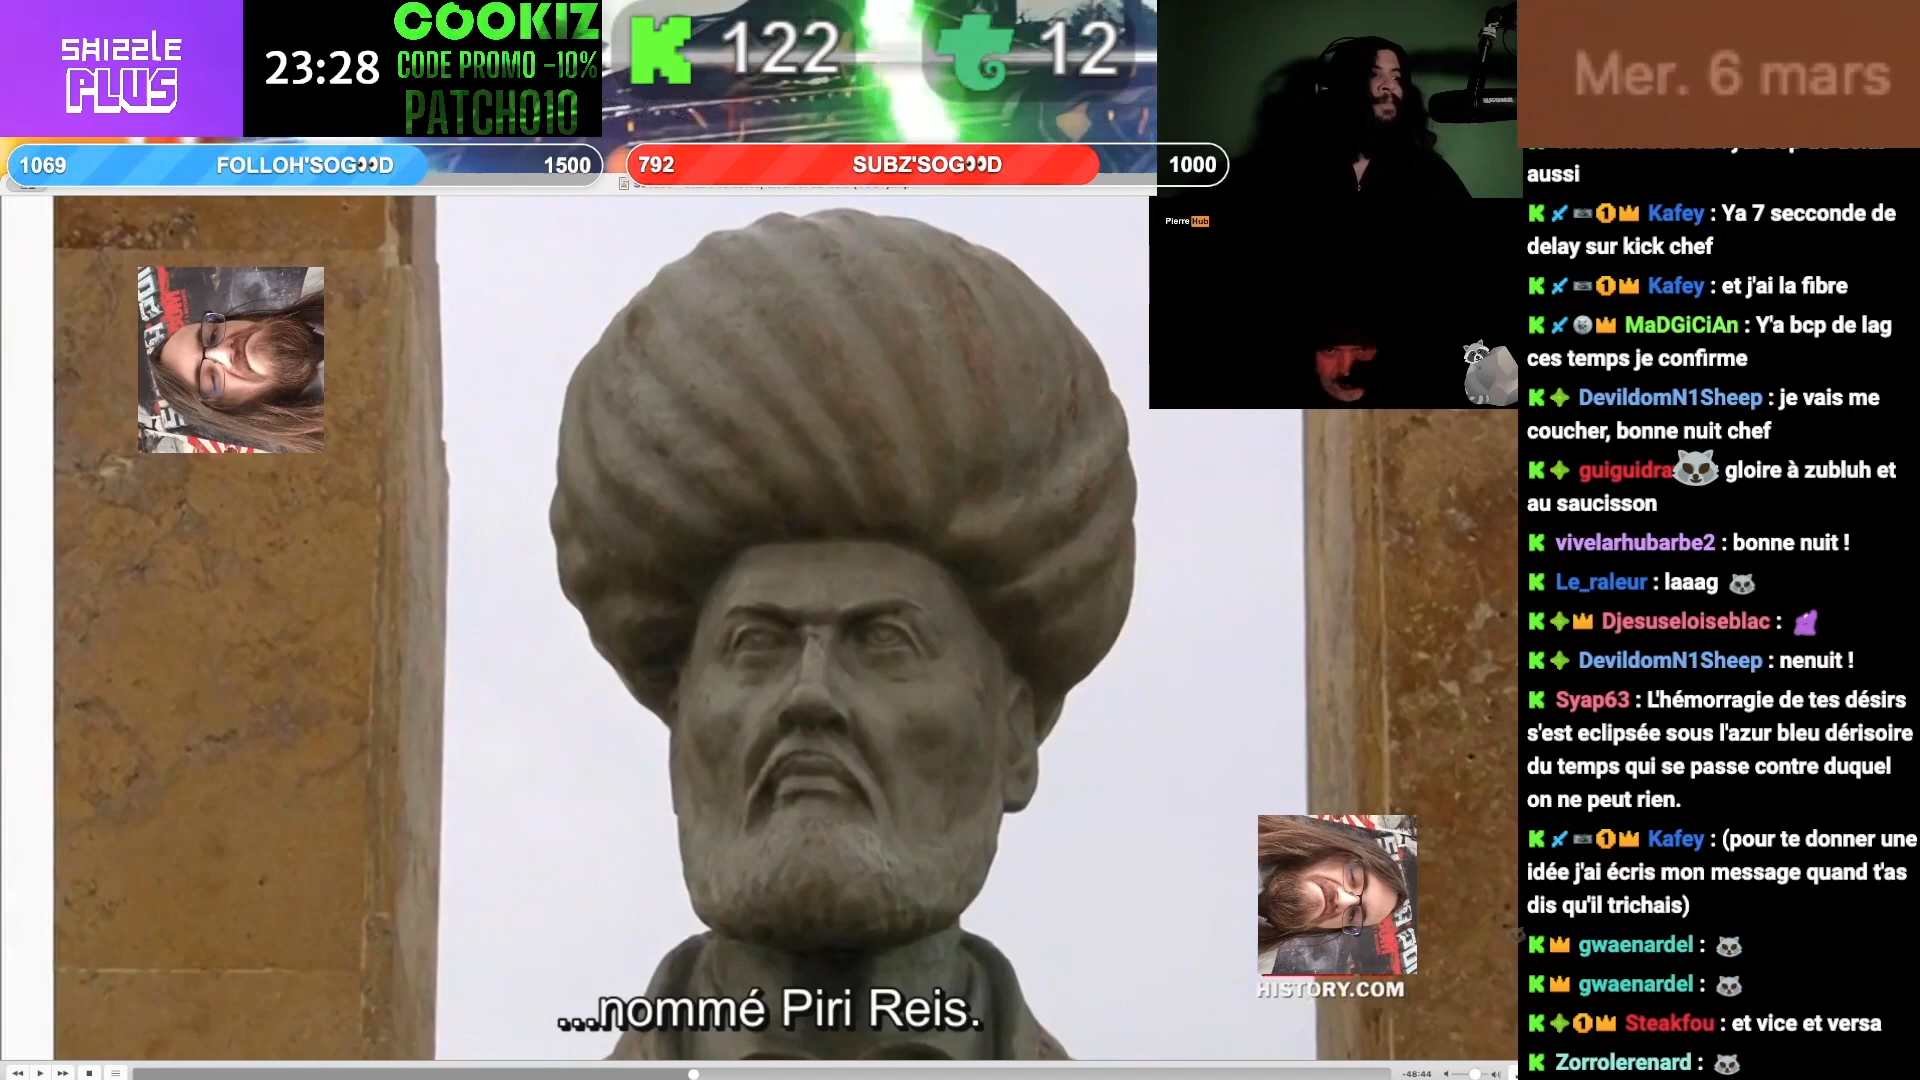 SHIZZLE
PLUS
23:28
COOKIZ
CODE PROMO -10%
PATCHO10
122
12
Mer. 6 mars
1069
FOLLOH'SOG👀D
1500
792
SUBZ'SOG👀D
1000
Pierre Hub
aussi
Kafey : Ya 7 secconde de
delay sur kick chef
Kafey : et j'ai la fibre
MaDGiCiAn : Y'a bcp de lag
ces temps je confirme
DevildomN1Sheep : je vais me
coucher, bonne nuit chef
guiguidra gloire à zubluh et
au saucisson
vivelarhubarbe2 : bonne nuit !
Le_raleur : laaag
Djesuseloiseblac :
DevildomN1Sheep : nenuit !
Syap63 : L'hémorragie de tes désirs
s'est eclipsée sous l'azur bleu dérisoire
du temps qui se passe contre duquel
on ne peut rien.
Kafey : (pour te donner une
idée j'ai écris mon message quand t'as
dis qu'il trichais)
gwaenardel :
gwaenardel :
Steakfou : et vice et versa
Zorrolerenard :
HISTORY.COM
...nommé Piri Reis.
-48:44